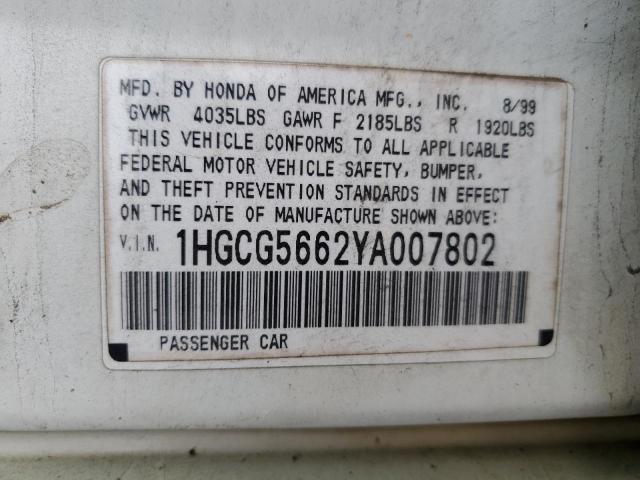 MFD. BY HONDA OF AMERICA MFG., INC. 8/99
GVWR 4035LBS GAWR F 2185LBS R 1920LBS
THIS VEHICLE CONFORMS TO ALL APPLICABLE
FEDERAL MOTOR VEHICLE SAFETY, BUMPER,
AND THEFT PREVENTION STANDARDS IN EFFECT
ON THE DATE OF MANUFACTURE SHOWN ABOVE:
V.I.N. 1HGCG5662YA007802
PASSENGER CAR